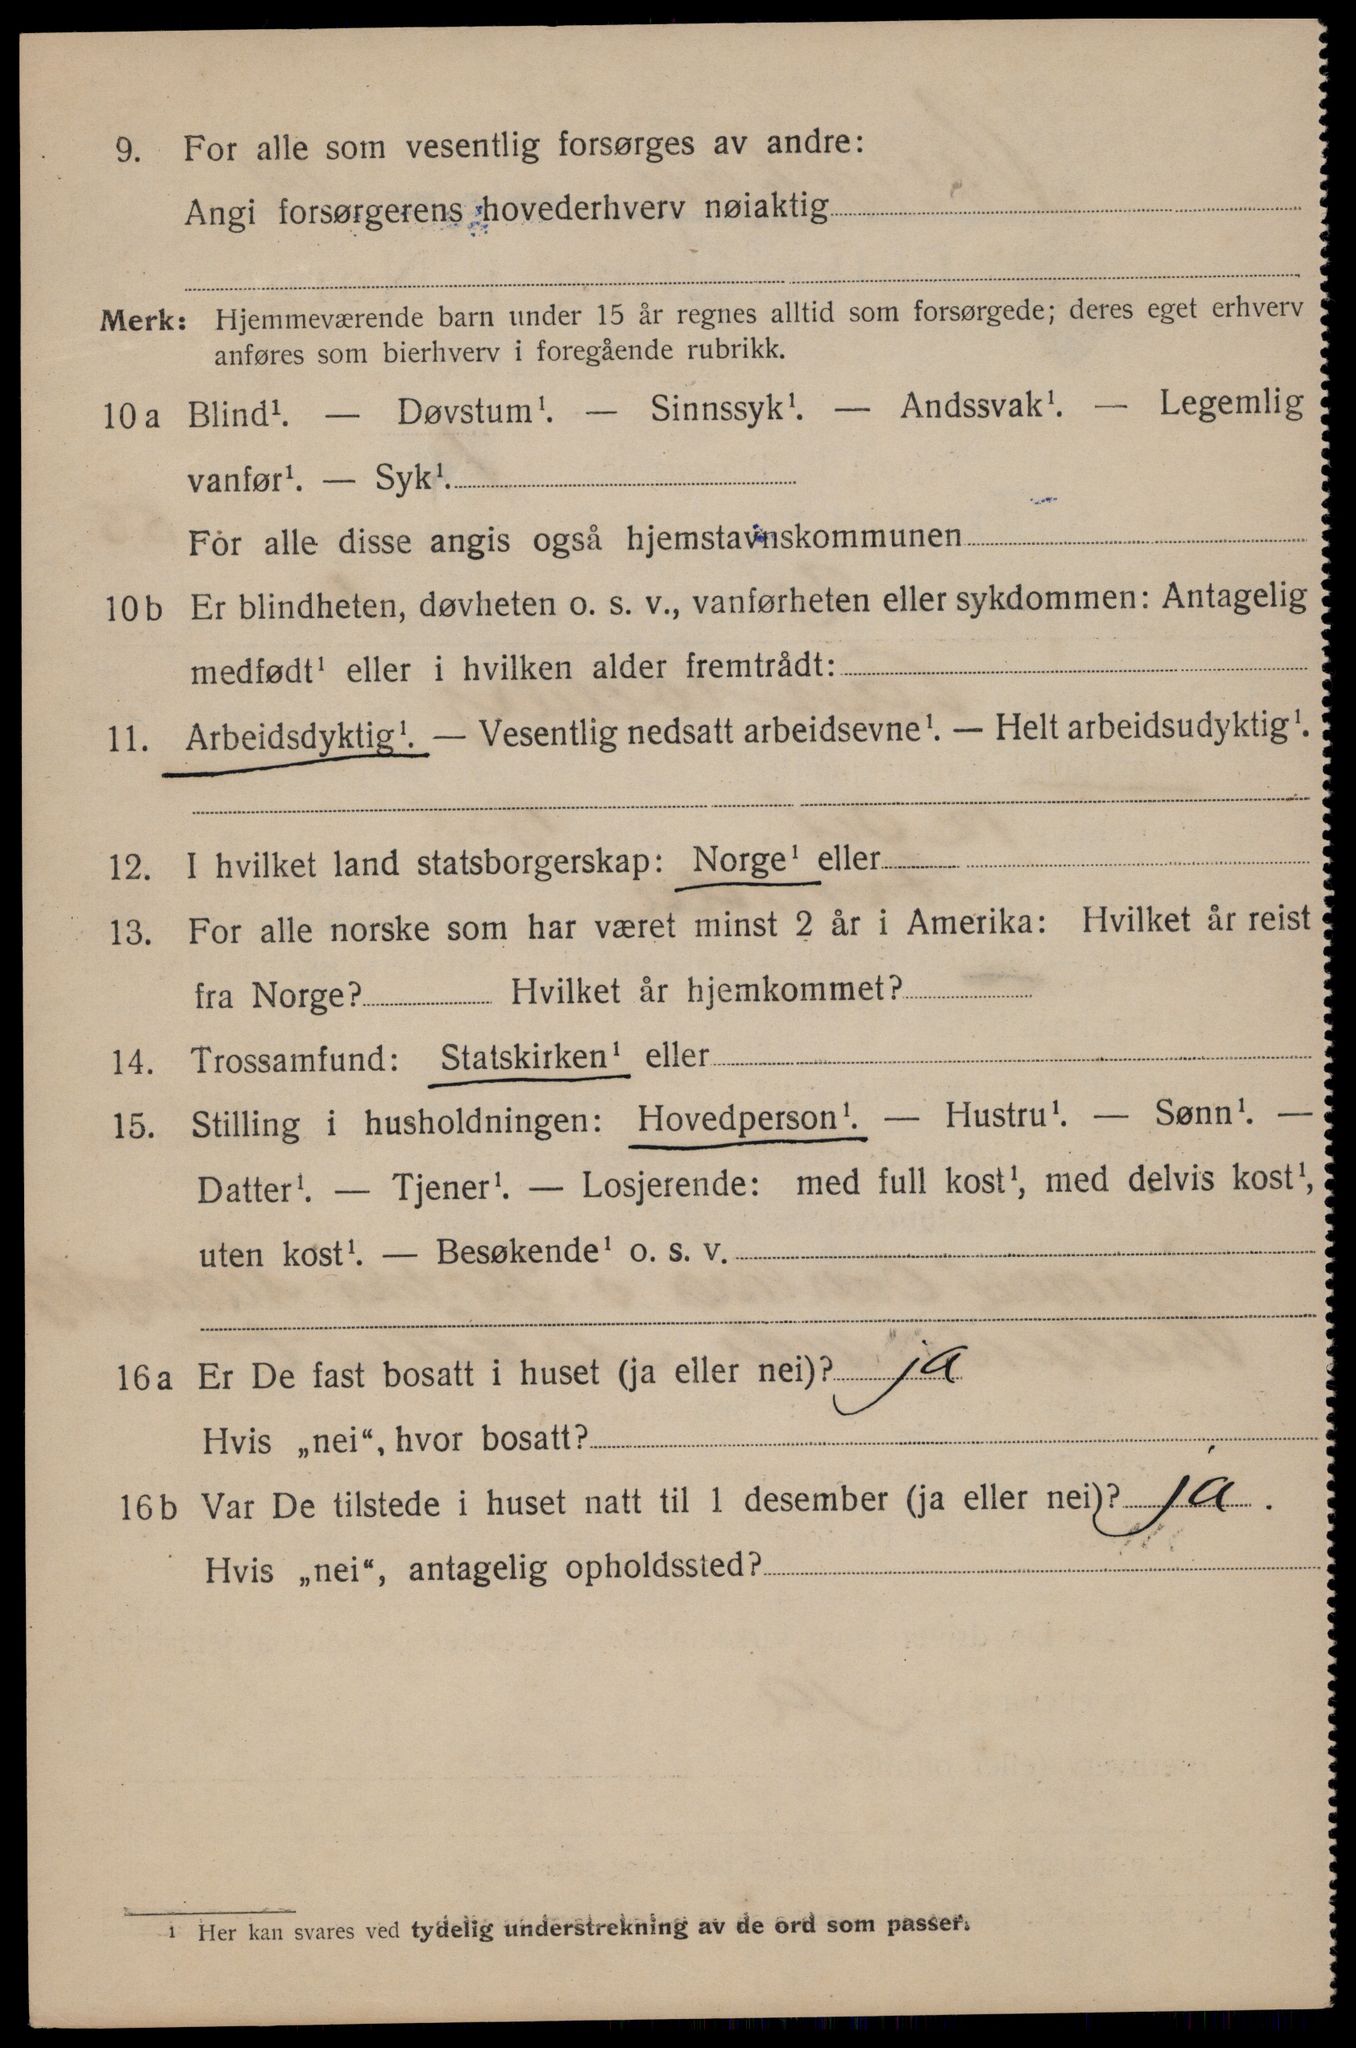 9. For alle som vesentlig forsørges av andre:
Angi forsørgerens hovederhverv nøiaktig
Merk: Hjemmeværende barn under 15 år regnes alltid som forsørgede; deres eget erhverv
anføres som bierhverv i foregående rubrikk.
10 a Blind¹. — Døvstum¹. — Sinnssyk¹. — Andssvak¹. — Legemlig
vanfør¹. — Syk¹.
For alle disse angis også hjemstavnskommunen
10 b Er blindheten, døvheten o. s. v., vanførheten eller sykdommen: Antagelig
medfødt¹ eller i hvilken alder fremtrådt:
11. Arbeidsdyktig¹. — Vesentlig nedsatt arbeidsevne¹. — Helt arbeidsudyktig¹.
12. I hvilket land statsborgerskap: Norge¹ eller
13. For alle norske som har været minst 2 år i Amerika: Hvilket år reist
fra Norge? Hvilket år hjemkommet?
14. Trossamfund: Statskirken¹ eller
15. Stilling i husholdningen: Hovedperson¹. — Hustru¹. — Sønn¹. —
Datter¹. — Tjener¹. — Losjerende: med full kost¹, med delvis kost¹,
uten kost¹. — Besøkende¹ o. s. v.
16 a Er De fast bosatt i huset (ja eller nei)? ja
Hvis „nei“, hvor bosatt?
16 b Var De tilstede i huset natt til 1 desember (ja eller nei)? ja .
Hvis „nei“, antagelig opholdssted?
1 Her kan svares ved tydelig understrekning av de ord som passer.